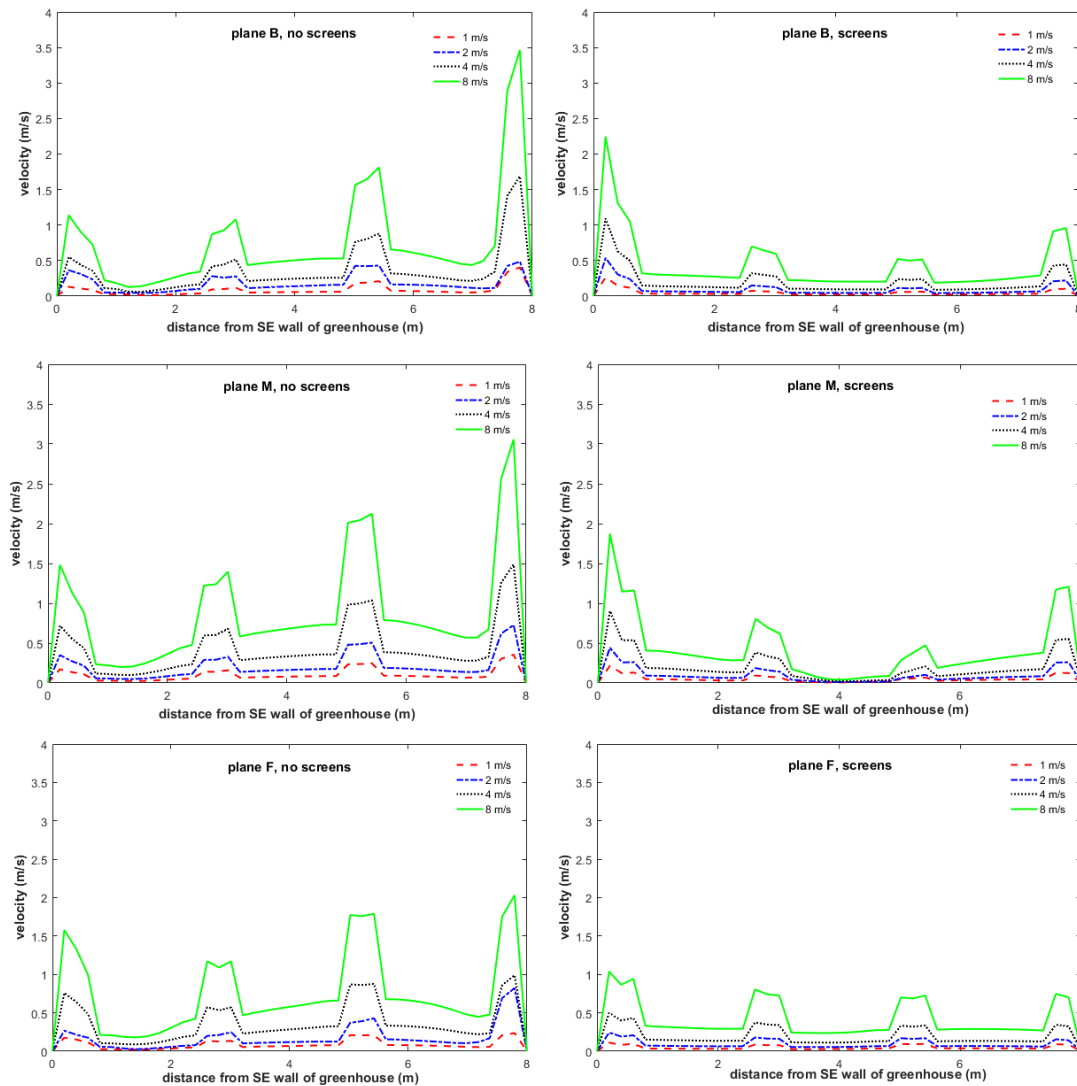 plane B, no screens
1 m/s
2 m/s
4 m/s
8 m/s
velocity (m/s)
4
3.5
3
2.5
2
1.5
1
0.5
0
0 2 4 6 8
distance from SE wall of greenhouse (m)
plane B, screens
1 m/s
2 m/s
4 m/s
8 m/s
velocity (m/s)
4
3.5
3
2.5
2
1.5
1
0.5
0
0 2 4 6 8
distance from SE wall of greenhouse (m)
plane M, no screens
1 m/s
2 m/s
4 m/s
8 m/s
velocity (m/s)
4
3.5
3
2.5
2
1.5
1
0.5
0
0 2 4 6 8
distance from SE wall of greenhouse (m)
plane M, screens
1 m/s
2 m/s
4 m/s
8 m/s
velocity (m/s)
4
3.5
3
2.5
2
1.5
1
0.5
0
0 2 4 6
distance from SE wall of greenhouse (m)
plane F, no screens
1 m/s
2 m/s
4 m/s
8 m/s
velocity (m/s)
4
3.5
3
2.5
2
1.5
1
0.5
0
0 2 4 6 8
distance from SE wall of greenhouse (m)
plane F, screens
1 m/s
2 m/s
4 m/s
8 m/s
velocity (m/s)
4
3.5
3
2.5
2
1.5
1
0.5
0
0 2 4 6
distance from SE wall of greenhouse (m)